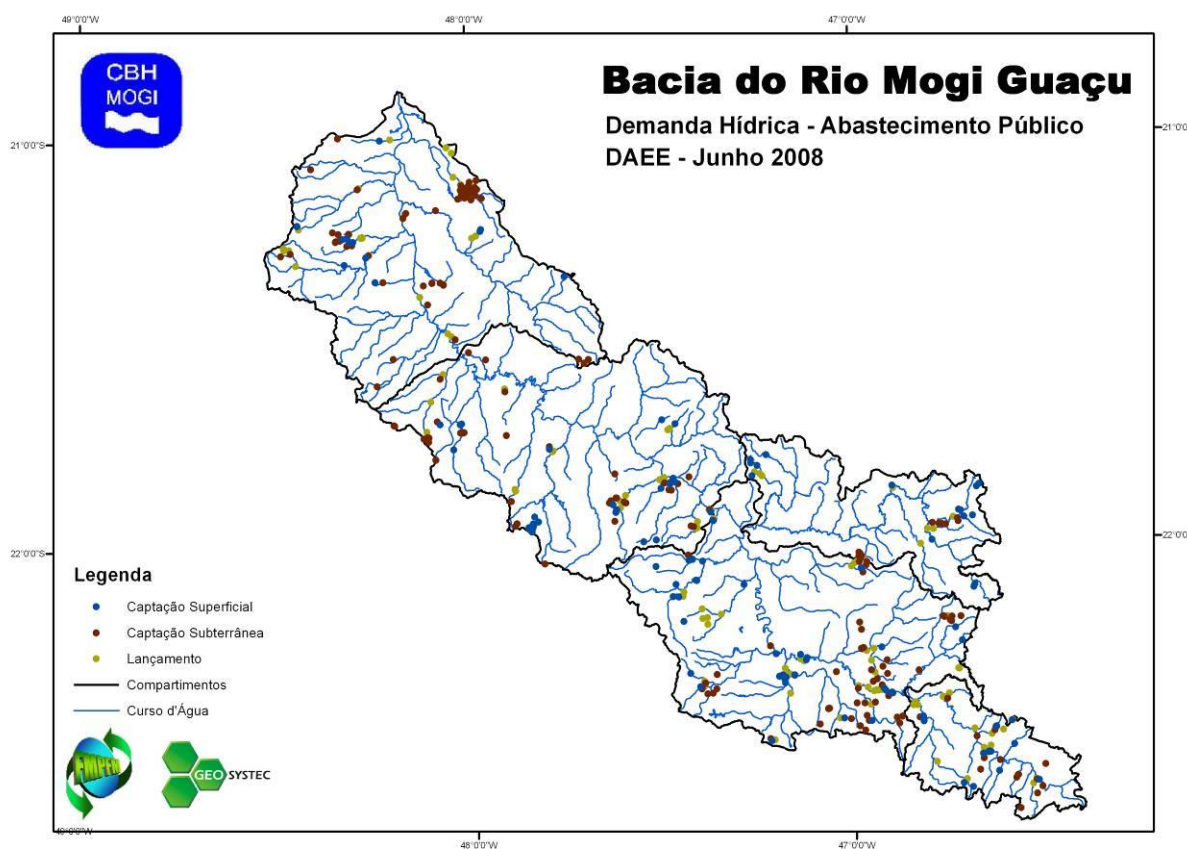 49°0'0"W
48°0'0"W
47°0'0"W
CBH
MOGI
Bacia do Rio Mogi Guaçu
Demanda Hídrica - Abastecimento Público
DAEE - Junho 2008
21°0'0"S
21°0'0
22°0'0"S
22°0'0
Legenda
Captação Superficial
Captação Subterrânea
Lançamento
Compartimentos
Curso d'Água
FMPFM
GEO SYSTEC
48°0'0"W
47°0'0"W